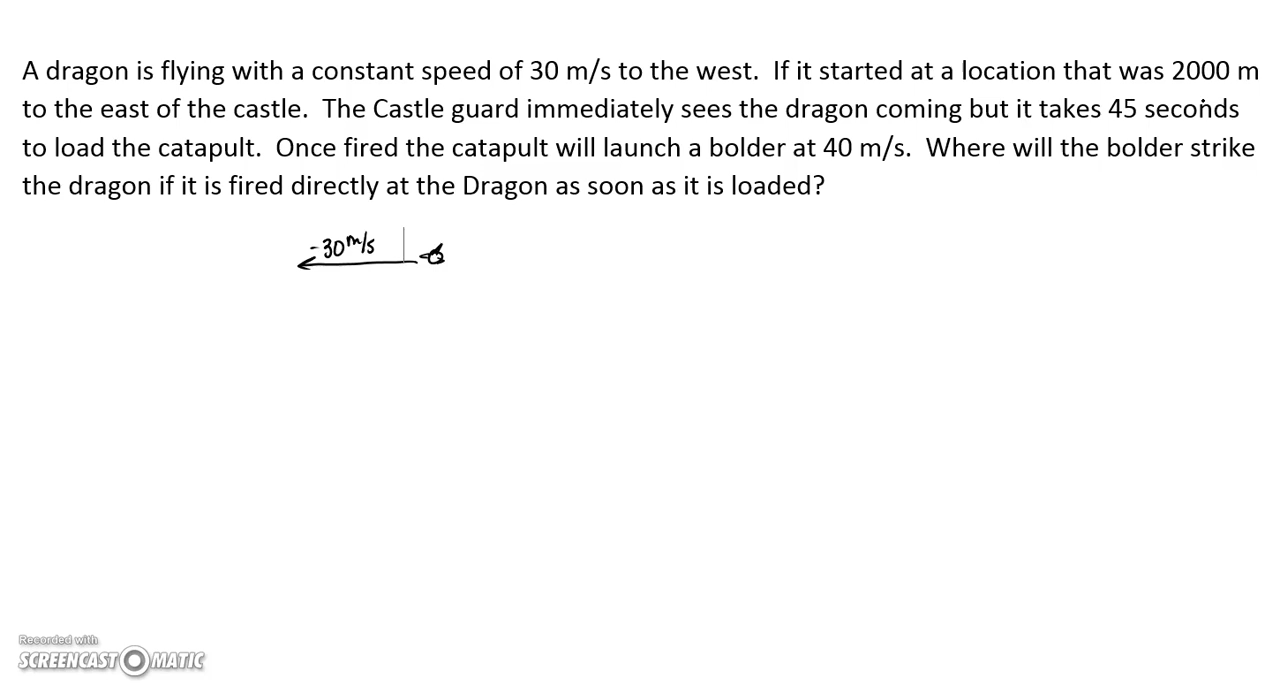 A dragon is flying with a constant speed of 30 m/s to the west.  If it started at a location that was 2000 m
to the east of the castle.  The Castle guard immediately sees the dragon coming but it takes 45 seconds
to load the catapult.  Once fired the catapult will launch a bolder at 40 m/s.  Where will the bolder strike
the dragon if it is fired directly at the Dragon as soon as it is loaded?
-30 m/s
Recorded with
SCREENCAST-O-MATIC